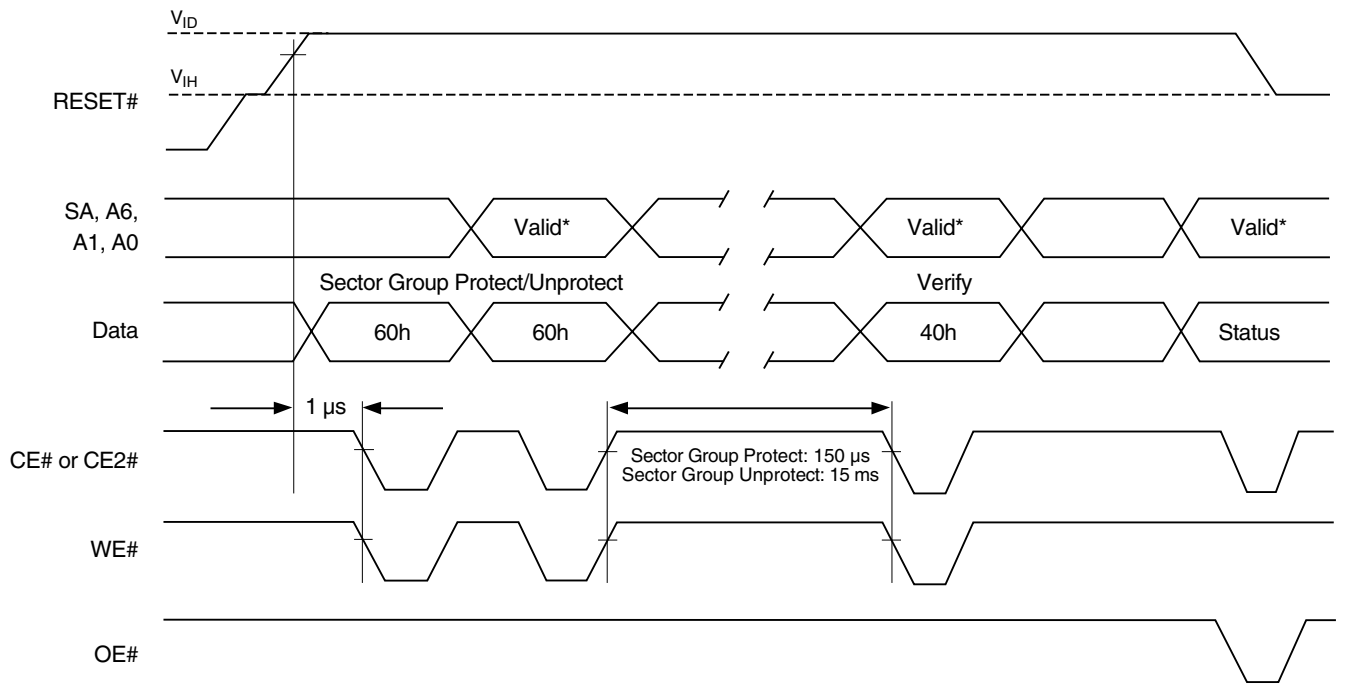 V_ID
V_IH
RESET#
SA, A6,
A1, A0
Valid*
Valid*
Valid*
Sector Group Protect/Unprotect
Verify
Data
60h
60h
40h
Status
1 µs
CE# or CE2#
Sector Group Protect: 150 µs
Sector Group Unprotect: 15 ms
WE#
OE#